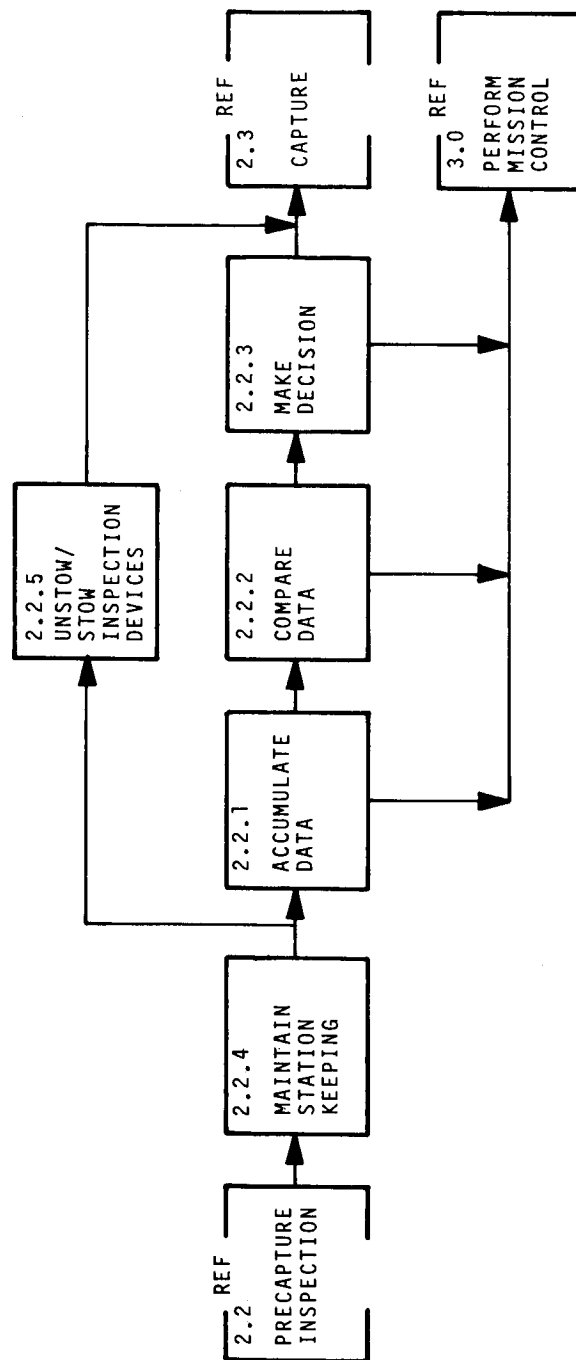 REF
2.2
PRECAPTURE
INSPECTION
2.2.4
MAINTAIN
STATION
KEEPING
2.2.5
UNSTOW/
STOW
INSPECTION
DEVICES
2.2.1
ACCUMULATE
DATA
2.2.2
COMPARE
DATA
2.2.3
MAKE
DECISION
REF
2.3
CAPTURE
REF
3.0
PERFORM
MISSION
CONTROL